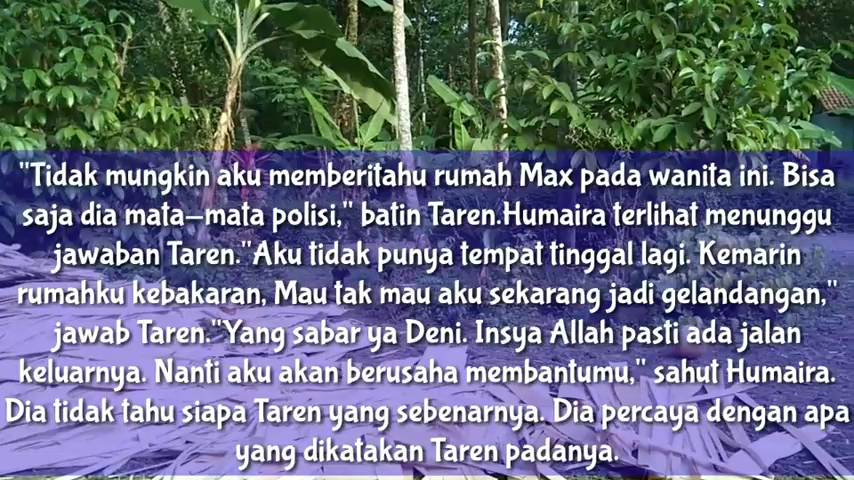 "Tidak mungkin aku memberitahu rumah Max pada wanita ini. Bisa
saja dia mata-mata polisi," batin Taren.Humaira terlihat menunggu
jawaban Taren."Aku tidak punya tempat tinggal lagi. Kemarin
rumahku kebakaran, Mau tak mau aku sekarang jadi gelandangan,"
jawab Taren."Yang sabar ya Deni. Insya Allah pasti ada jalan
keluarnya. Nanti aku akan berusaha membantumu," sahut Humaira.
Dia tidak tahu siapa Taren yang sebenarnya. Dia percaya dengan apa
yang dikatakan Taren padanya.